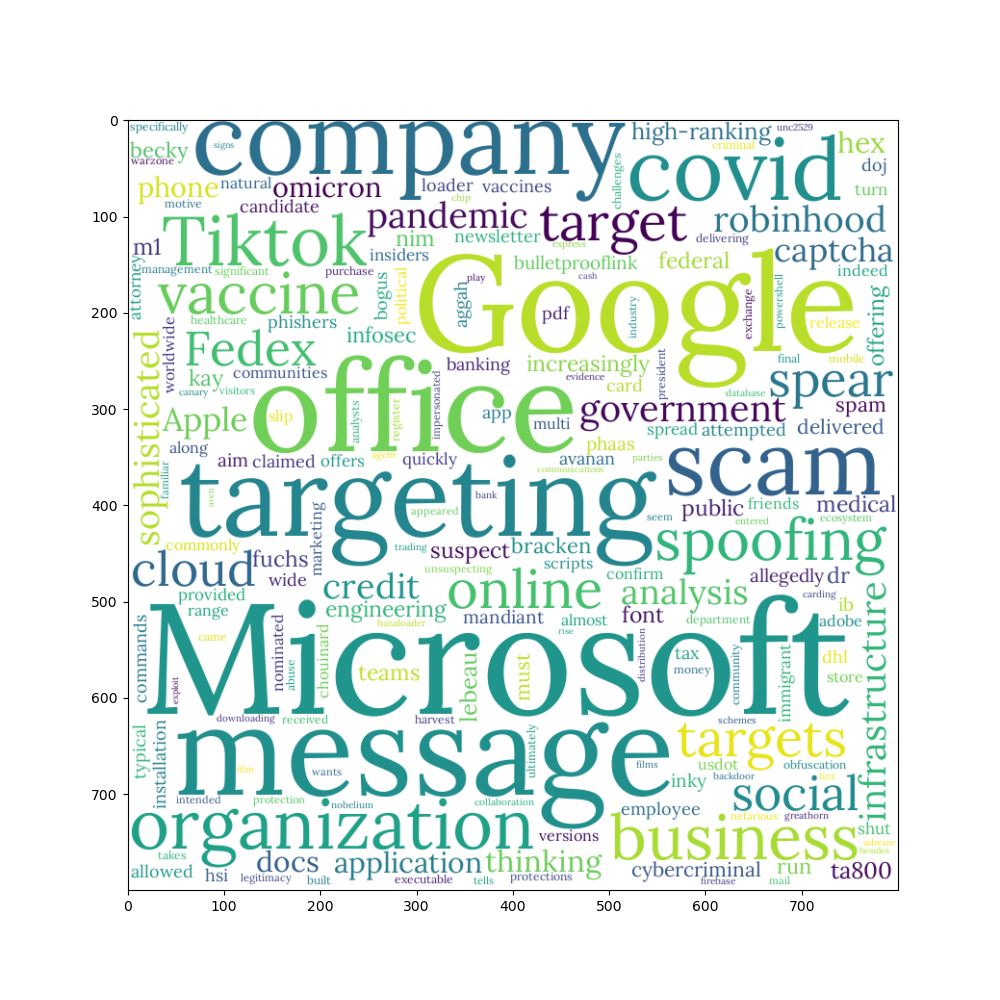 0
100
200
300
400
500
600
700
specifically
signs
company
high-ranking
unc2529
criminal
hex
becky
warzone
covid
doj
phone
natural
omicron
loader
vaccines
challenges
turn
motive
candidate
chip
pandemic
target
robinhood
m1
Tiktok
nim
newsletter
express
delivering
captcha
insiders
attorney
management
significant
purchase
political
bulletprooflink
federal
indeed
vaccine
bogus
aggah
play
Google
cash
industry
exchange
powershell
offering
healthcare
phishers
pdf
release
worldwide
infosec
Fedex
sophisticated
banking
increasingly
final
mobile
kay
communities
impersonated
evidence
card
president
spear
canary
visitors
database
Apple
slip
office
analysts
register
app
multi
government
spam
spread
attempted
delivered
along
phaas
scam
aim
claimed
offers
agent
quickly
avanan
parties
communications
familiar
aren
targeting
bank
public
friends
medical
marketing
appeared
seem
entered
ecosystem
commonly
trading
suspect
bracken
spoofing
cloud
fuchs
unsuspecting
scripts
wide
credit
online
confirm
allegedly
dr
provided
analysis
carding
range
engineering
mandiant
almost
font
department
ib
adobe
infrastructure
commands
Microsoft
bazaloader
rise
came
nominated
abuse
chouinard
teams
lebeau
must
distribution
tax
money
community
immigrant
dhl
store
exploit
downloading
received
harvest
schemes
typical
installation
message
ultimately
targets
film
wants
films
usdot
obfuscation
inky
backdoor
box
intended
protection
nobelium
collaboration
social
employee
nefarious
greathorn
organization
versions
business
shut
adware
besides
takes
docs
application
thinking
allowed
hsi
legitimacy
built
executable
tells
protections
cybercriminal
firebase
run
mail
ta800
0
100
200
300
400
500
600
700